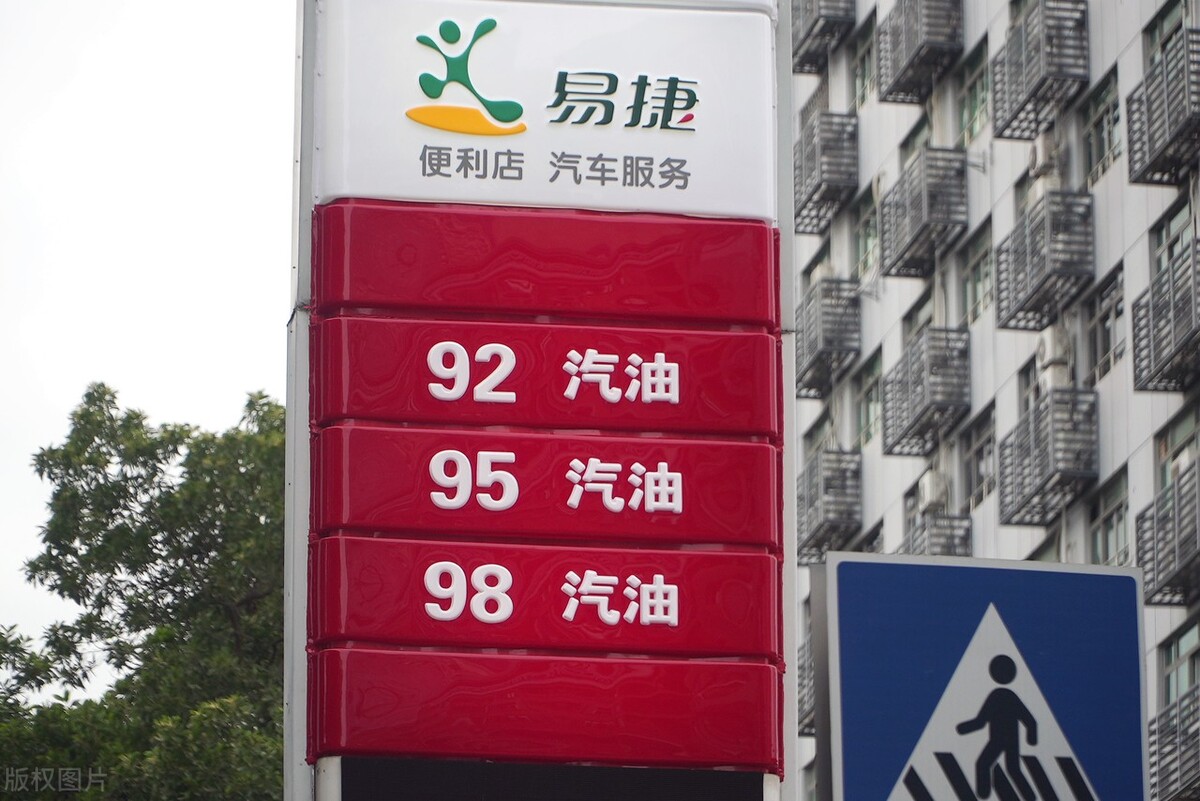 易捷
便利店 汽车服务
92 汽油
95 汽油
98 汽油
版权图片